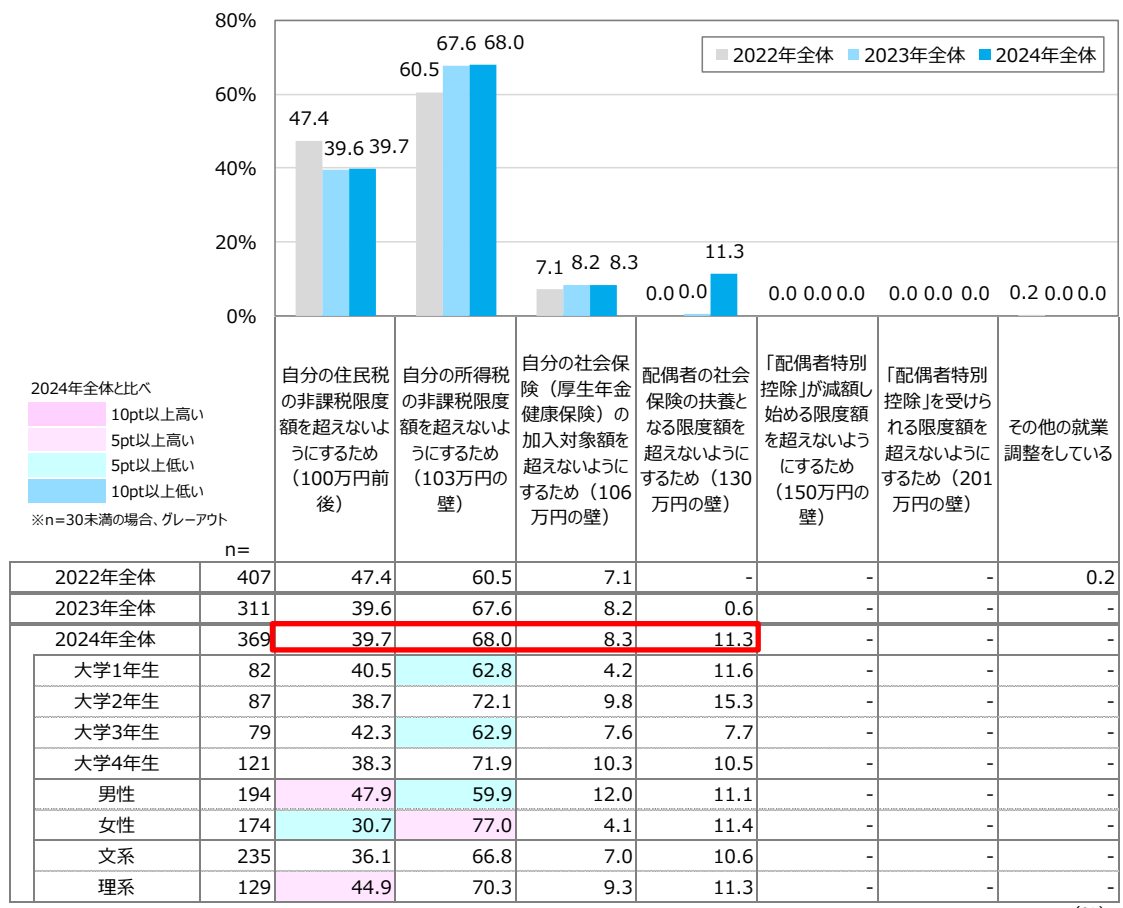 80%
60%
40%
20%
0%
2022年全体 2023年全体 2024年全体
47.4 39.6 39.7
60.5 67.6 68.0
7.1 8.2 8.3
0.0 0.0 11.3
0.0 0.0 0.0
0.0 0.0 0.0
0.2 0.0 0.0
2024年全体と比べ
10pt以上高い
5pt以上高い
5pt以上低い
10pt以上低い
※n=30未満の場合、グレーアウト
n=
自分の住民税
の非課税限度
額を超えないよ
うにするため
(100万円前
後)
自分の所得税
の非課税限度
額を超えないよ
うにするため
(103万円の
壁)
自分の社会保
険(厚生年金
健康保険)の
加入対象額を
超えないように
するため(106
万円の壁)
配偶者の社会
保険の扶養と
なる限度額を
超えないように
するため(130
万円の壁)
「配偶者特別
控除」が減額し
始める限度額
を超えないよう
にするため
(150万円の
壁)
「配偶者特別
控除」を受けら
れる限度額を
超えないように
するため(201
万円の壁)
その他の就業
調整をしている
2022年全体 407 47.4 60.5 7.1 - - - 0.2
2023年全体 311 39.6 67.6 8.2 0.6 - - -
2024年全体 369 39.7 68.0 8.3 11.3 - - -
大学1年生 82 40.5 62.8 4.2 11.6 - - -
大学2年生 87 38.7 72.1 9.8 15.3 - - -
大学3年生 79 42.3 62.9 7.6 7.7 - - -
大学4年生 121 38.3 71.9 10.3 10.5 - - -
男性 194 47.9 59.9 12.0 11.1 - - -
女性 174 30.7 77.0 4.1 11.4 - - -
文系 235 36.1 66.8 7.0 10.6 - - -
理系 129 44.9 70.3 9.3 11.3 - - -